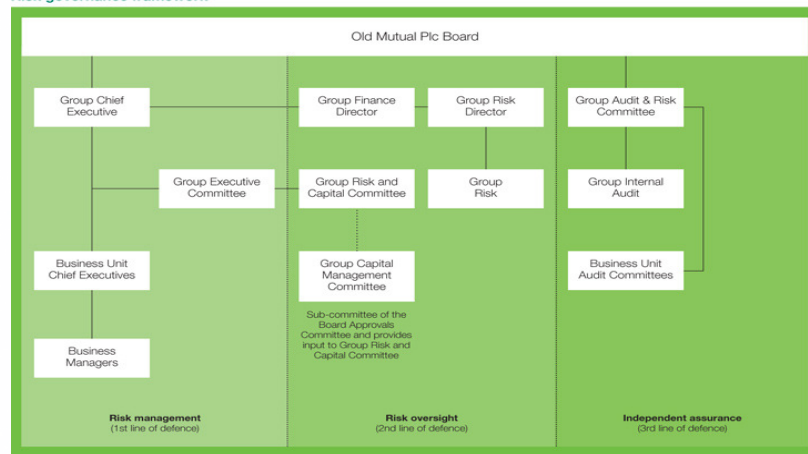 Risk governance framework
Old Mutual Plc Board
Group Chief
Executive
Group Finance
Director
Group Risk
Director
Group Audit & Risk
Committee
Group Executive
Committee
Group Risk and
Capital Committee
Group
Risk
Group Internal
Audit
Business Unit
Chief Executives
Group Capital
Management
Committee
Business Unit
Audit Committees
Sub-committee of the
Board Approvals
Committee and provides
input to Group Risk and
Capital Committee
Business
Managers
Risk management
(1st line of defence)
Risk oversight
(2nd line of defence)
Independent assurance
(3rd line of defence)